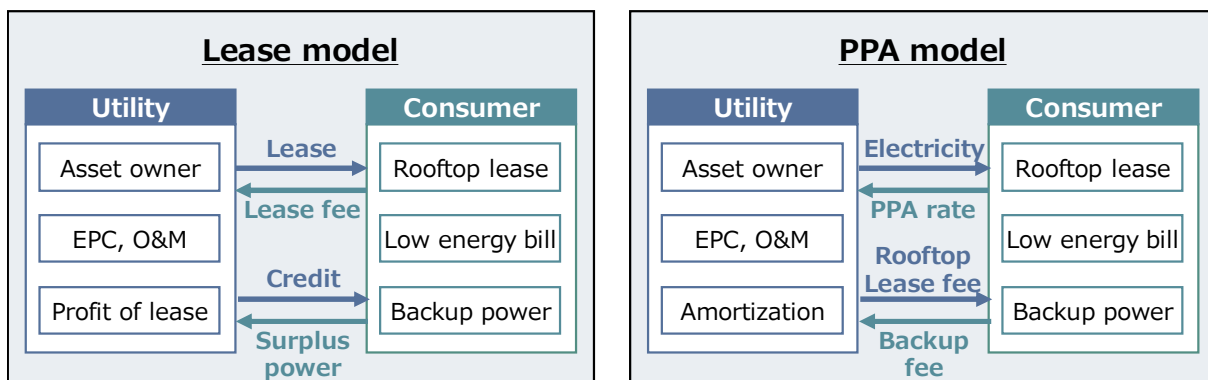 Lease model
Utility
Consumer
Asset owner
Lease
Rooftop lease
Lease fee
EPC, O&M
Low energy bill
Credit
Profit of lease
Backup power
Surplus
power
PPA model
Utility
Consumer
Asset owner
Electricity
Rooftop lease
PPA rate
EPC, O&M
Low energy bill
Rooftop
Lease fee
Amortization
Backup power
Backup
fee